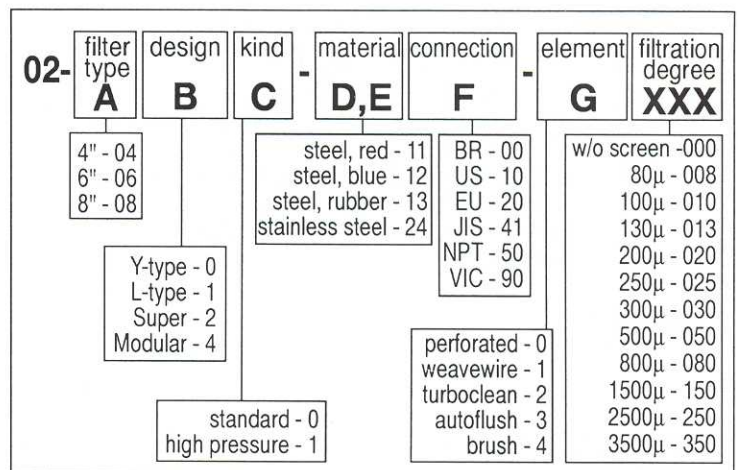 02- filter type A design B kind C - material D,E connection F - element G filtration degree XXX
4" - 04
6" - 06
8" - 08
Y-type - 0
L-type - 1
Super - 2
Modular - 4
standard - 0
high pressure - 1
steel, red - 11
steel, blue - 12
steel, rubber - 13
stainless steel - 24
BR - 00
US - 10
EU - 20
JIS - 41
NPT - 50
VIC - 90
perforated - 0
weavewire - 1
turboclean - 2
autoflush - 3
brush - 4
w/o screen -000
80µ - 008
100µ - 010
130µ - 013
200µ - 020
250µ - 025
300µ - 030
500µ - 050
800µ - 080
1500µ - 150
2500µ - 250
3500µ - 350